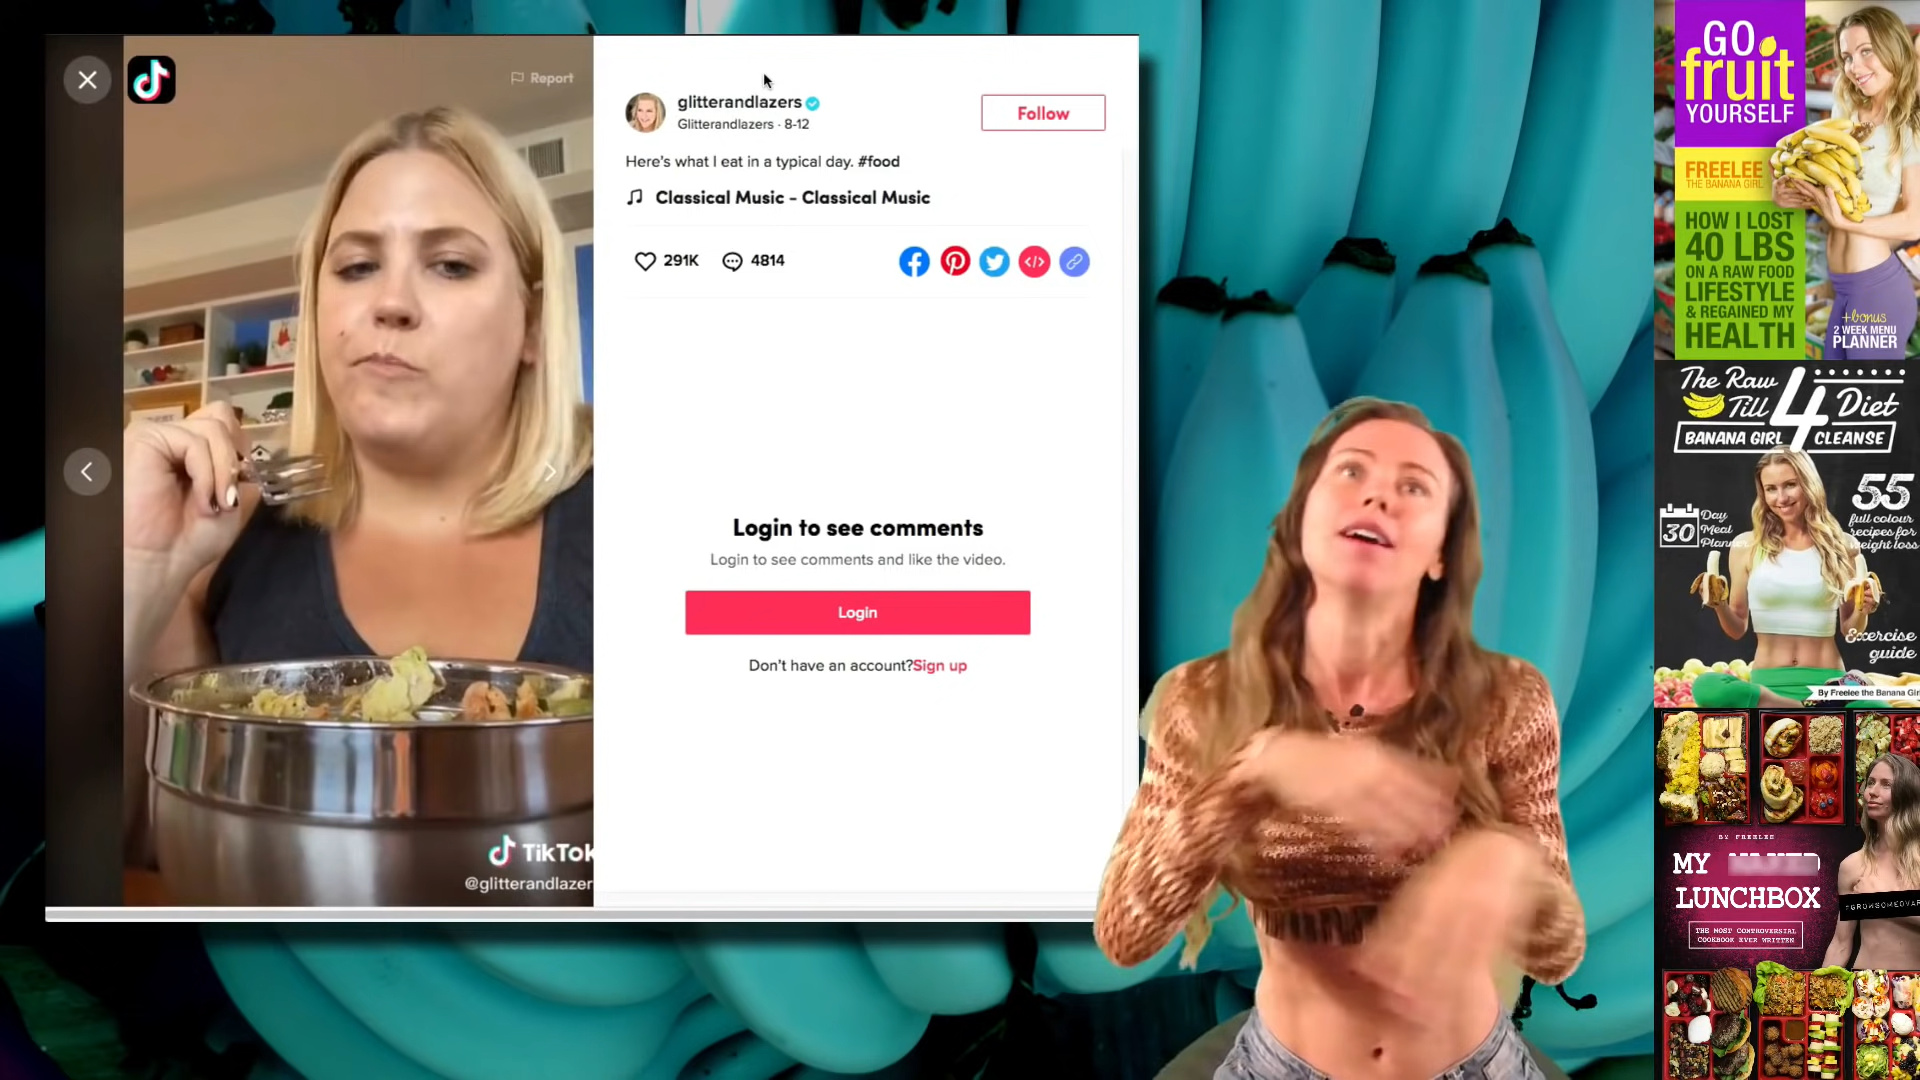 Report
glitterandlazers
Glitterandlazers · 8-12
Follow
Here's what I eat in a typical day. #food
Classical Music - Classical Music
291K
4814
Login to see comments
Login to see comments and like the video.
Login
Don't have an account?Sign up
TikTok
@glitterandlazer
GO
fruit
YOURSELF
FREELEE
THE BANANA GIRL
HOW I LOST
40 LBS
ON A RAW FOOD
LIFESTYLE
& REGAINED MY
HEALTH
+bonus
2 WEEK MENU
PLANNER
The Raw
Till 4 Diet
BANANA GIRL CLEANSE
55
full colour
recipes for
weight loss
30 Day
Meal
Planner
Exercise
guide
By Freelee the Banana Gir
BY FREELEE
MY
LUNCHBOX
THE MOST CONTROVERSIAL
COOKBOOK EVER WRITTEN